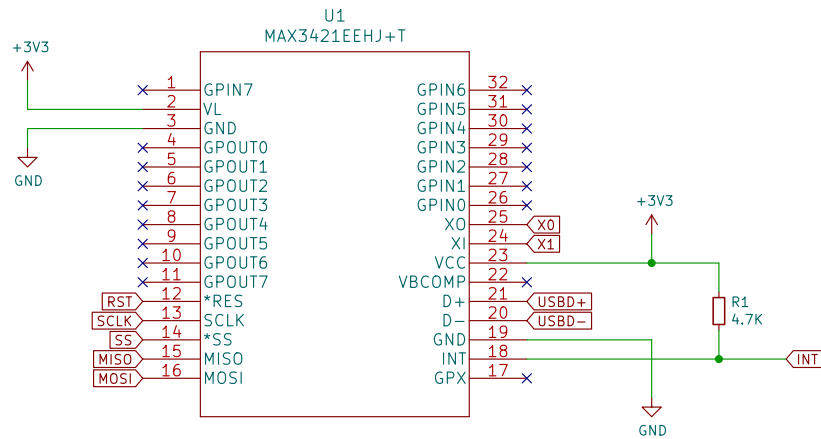 U1
MAX3421EEHJ+T
+3V3
1 GPIN7 GPIN6 32
2 VL GPIN5 31
3 GND GPIN4 30
4 GPOUT0 GPIN3 29
5 GPOUT1 GPIN2 28
6 GPOUT2 GPIN1 27
7 GPOUT3 GPIN0 26
8 GPOUT4 XO 25 X0
9 GPOUT5 XI 24 X1
10 GPOUT6 VCC 23
11 GPOUT7 VBCOMP 22
RST 12 *RES D+ 21 USBD+
SCLK 13 SCLK D- 20 USBD-
SS 14 *SS GND 19
MISO 15 MISO INT 18 INT
MOSI 16 MOSI GPX 17
GND
+3V3
R1
4.7K
GND